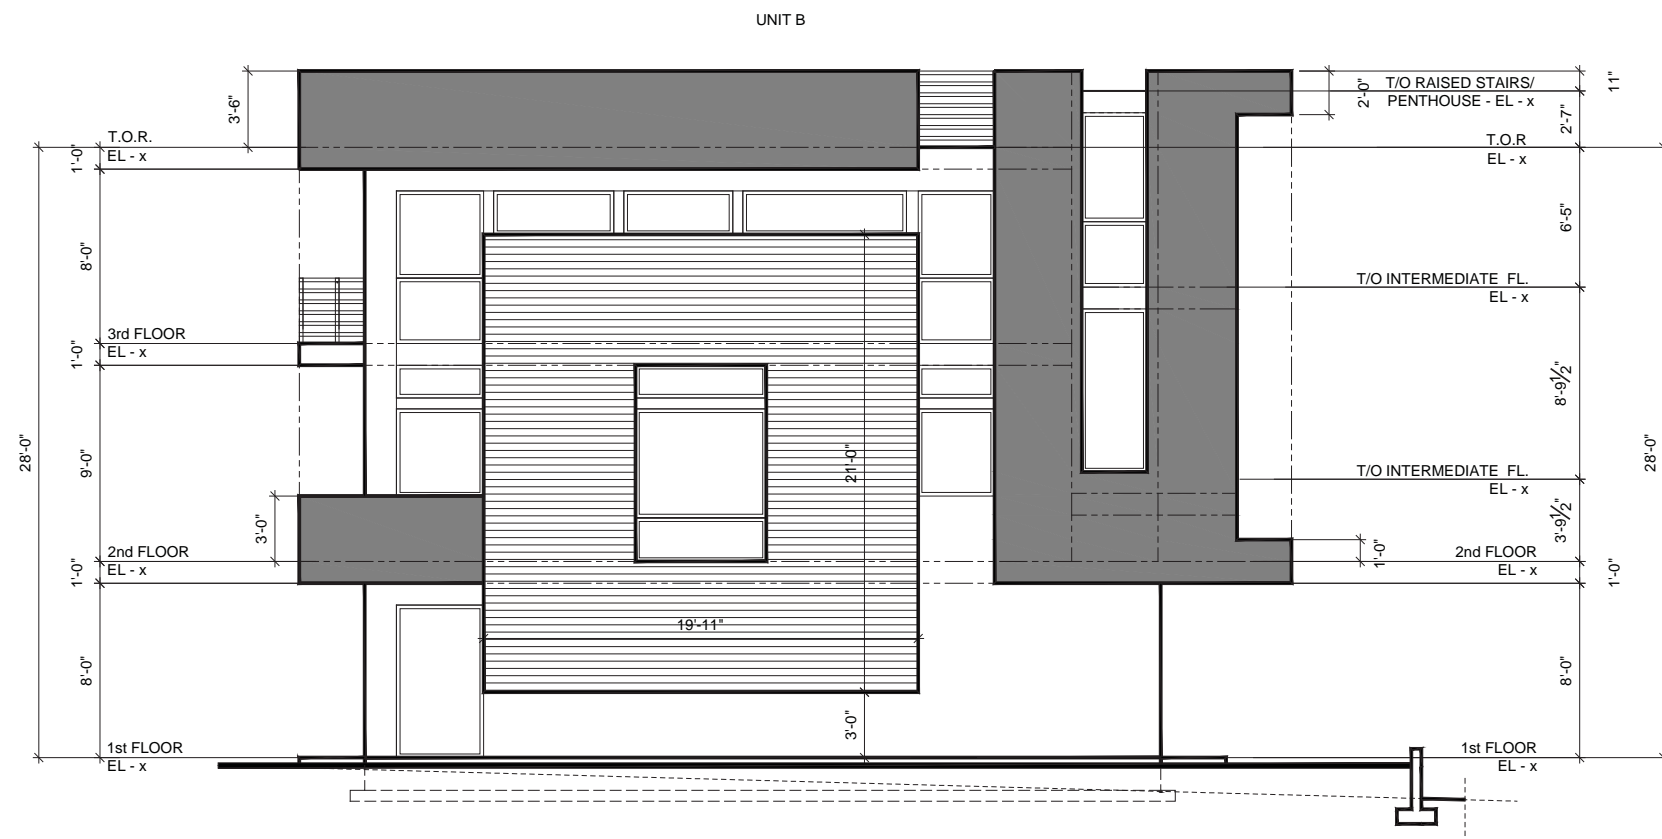 UNIT B
3'-6"
T.O.R.
EL - x
1'-0"
8'-0"
3rd FLOOR
EL - x
1'-0"
28'-0"
9'-0"
3'-0"
2nd FLOOR
EL - x
1'-0"
8'-0"
1st FLOOR
EL - x
21'-0"
19'-11"
3'-0"
2'-0"
T/O RAISED STAIRS/
PENTHOUSE - EL - x
11"
2'-7"
T.O.R
EL - x
6'-5"
T/O INTERMEDIATE FL.
EL - x
8'-9½"
28'-0"
T/O INTERMEDIATE FL.
EL - x
3'-9½"
1'-0"
2nd FLOOR
EL - x
1'-0"
8'-0"
1st FLOOR
EL - x